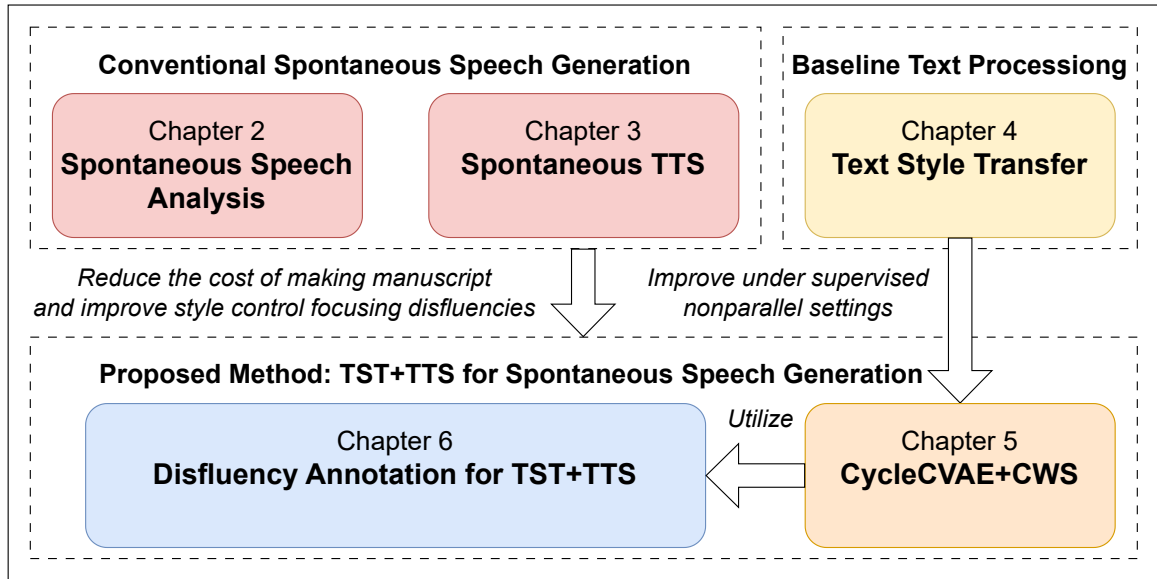 Conventional Spontaneous Speech Generation
Chapter 2
Spontaneous Speech
Analysis
Chapter 3
Spontaneous TTS
Baseline Text Processiong
Chapter 4
Text Style Transfer
Reduce the cost of making manuscript
and improve style control focusing disfluencies
Improve under supervised
nonparallel settings
Proposed Method: TST+TTS for Spontaneous Speech Generation
Chapter 6
Disfluency Annotation for TST+TTS
Utilize
Chapter 5
CycleCVAE+CWS